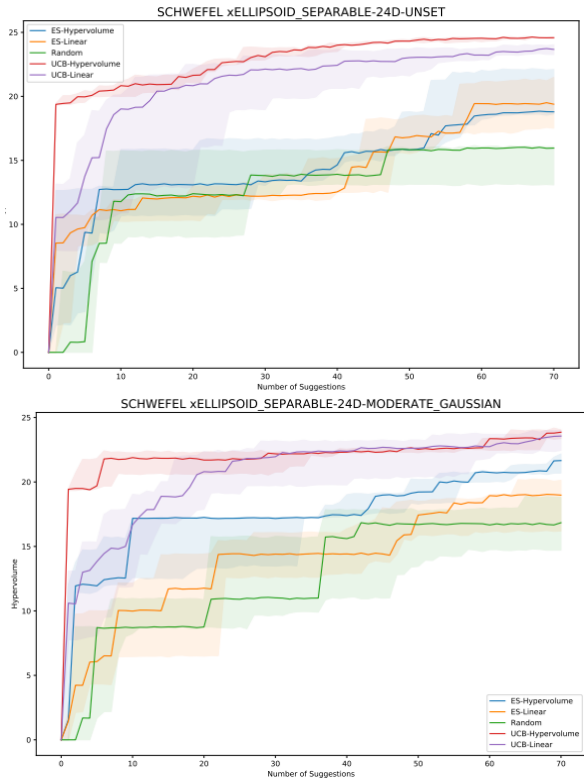 SCHWEFEL xELLIPSOID_SEPARABLE-24D-UNSET
25
20
15
10
5
0
ES-Hypervolume
ES-Linear
Random
UCB-Hypervolume
UCB-Linear
0 10 20 30 40 50 60 70
Number of Suggestions
SCHWEFEL xELLIPSOID_SEPARABLE-24D-MODERATE_GAUSSIAN
Hypervolume
25
20
15
10
5
0
ES-Hypervolume
ES-Linear
Random
UCB-Hypervolume
UCB-Linear
0 10 20 30 40 50 60 70
Number of Suggestions